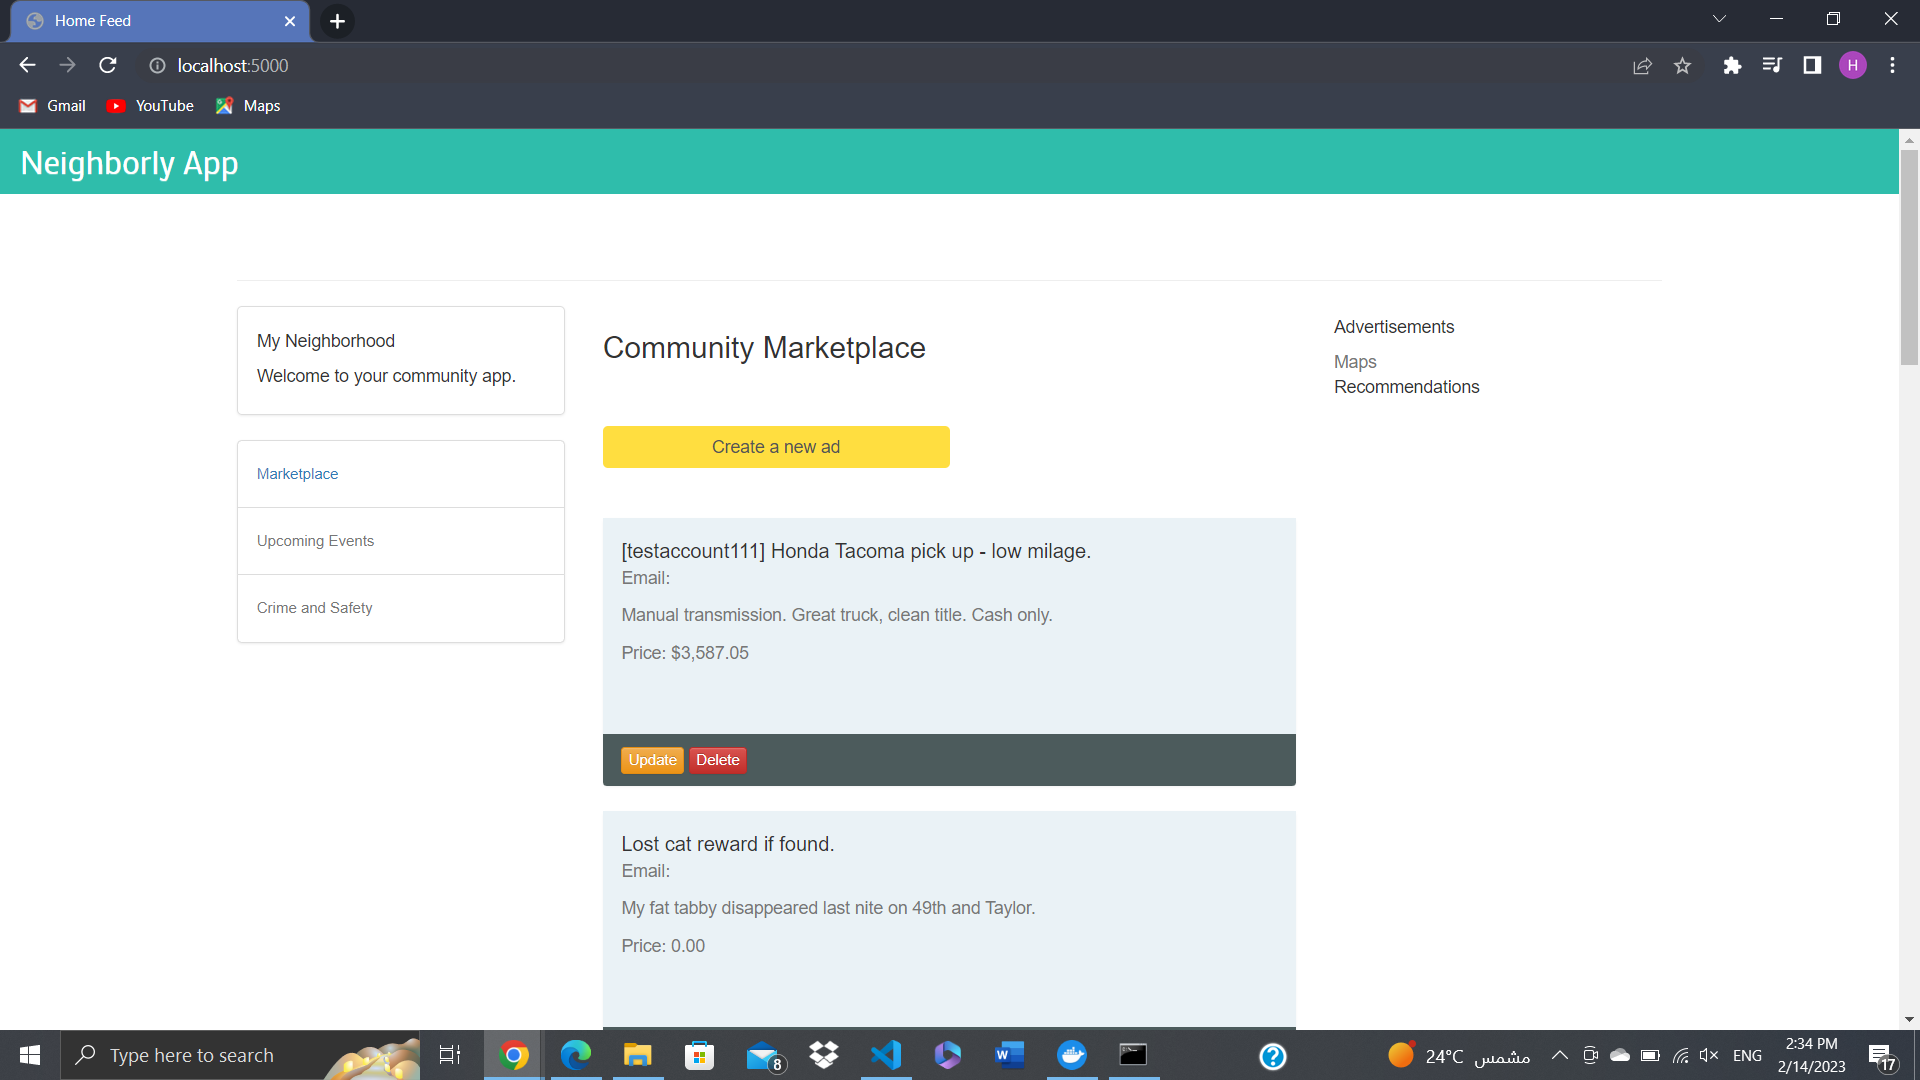 Home Feed
localhost:5000
H
Gmail
YouTube
Maps
Neighborly App
My Neighborhood
Welcome to your community app.
Marketplace
Upcoming Events
Crime and Safety
Community Marketplace
Create a new ad
[testaccount111] Honda Tacoma pick up - low milage.
Email:
Manual transmission. Great truck, clean title. Cash only.
Price: $3,587.05
Update
Delete
Lost cat reward if found.
Email:
My fat tabby disappeared last nite on 49th and Taylor.
Price: 0.00
Advertisements
Maps
Recommendations
Type here to search
8
W
?
24°C مشمس
ENG
2:34 PM
2/14/2023
17